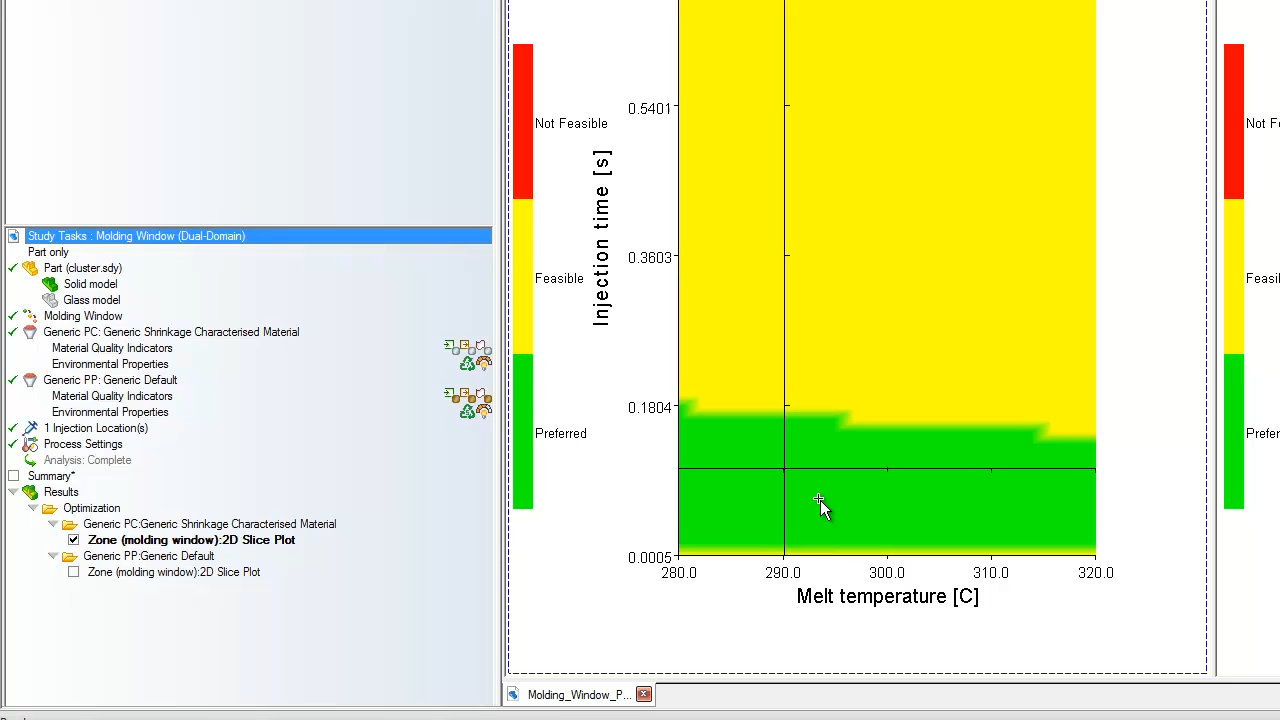 Study Tasks : Molding Window (Dual-Domain)
Part only
Part (cluster.sdy)
Solid model
Glass model
Molding Window
Generic PC: Generic Shrinkage Characterised Material
Material Quality Indicators
Environmental Properties
Generic PP: Generic Default
Material Quality Indicators
Environmental Properties
1 Injection Location(s)
Process Settings
Analysis: Complete
Summary*
Results
Optimization
Generic PC:Generic Shrinkage Characterised Material
Zone (molding window):2D Slice Plot
Generic PP:Generic Default
Zone (molding window):2D Slice Plot
Not Feasible
Feasible
Preferred
Injection time [s]
0.5401
0.3603
0.1804
0.0005
280.0
290.0
300.0
310.0
320.0
Melt temperature [C]
Not Fe
Feasil
Prefer
Molding_Window_P...